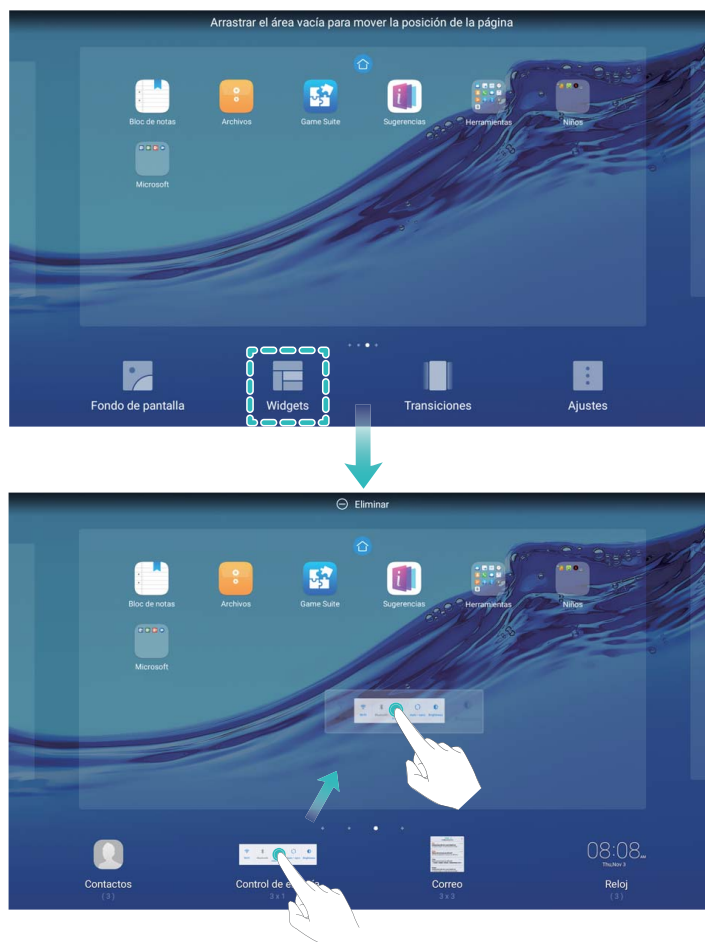 Arrastrar el área vacía para mover la posición de la página
Bloc de notas Archivos Game Suite Sugerencias Herramientas Niños
Microsoft
Fondo de pantalla Widgets Transiciones Ajustes
Eliminar
Bloc de notas Archivos Game Suite Sugerencias Herramientas Niños
Microsoft
08:08
Thu,Nov 3
Contactos Control de Correo Reloj
(3) 3 x 1 3 x 3 (3)